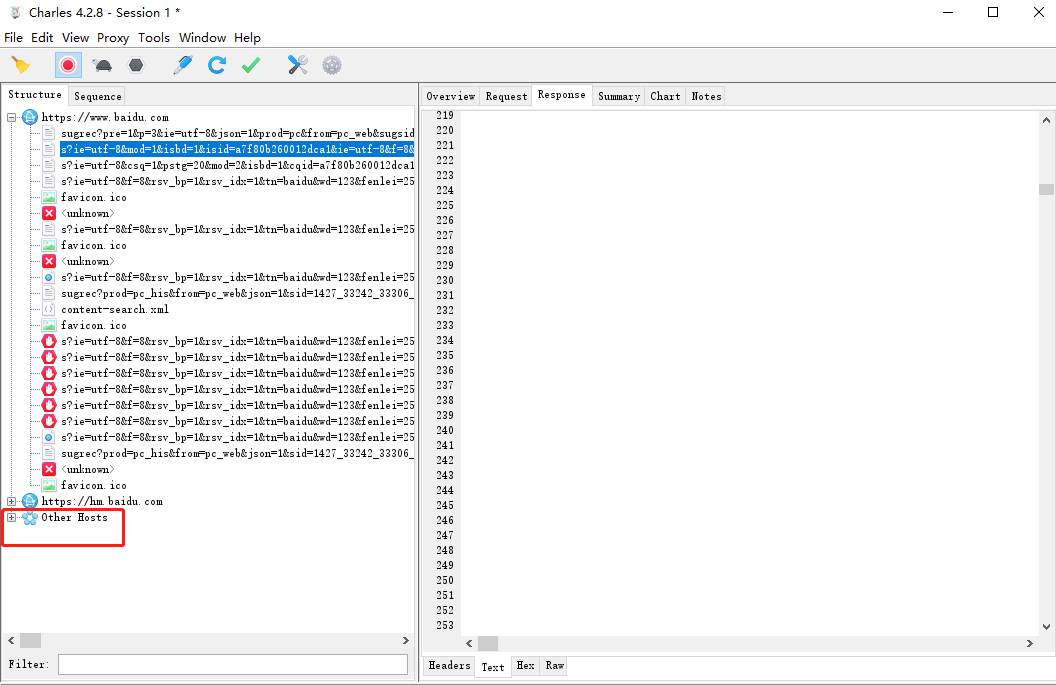 Charles 4.2.8 - Session 1 *
File Edit View Proxy Tools Window Help
Structure Sequence
https://www.baidu.com
sugrec?pre=1&p=3&ie=utf-8&json=1&prod=pc&from=pc_web&sugsid
s?ie=utf-8&mod=1&isbd=1&isid=a7f80b260012dca1&ie=utf-8&f=8&
s?ie=utf-8&csq=1&pstg=20&mod=2&isbd=1&cqid=a7f80b260012dca1
s?ie=utf-8&f=8&rsv_bp=1&rsv_idx=1&tn=baidu&wd=123&fenlei=25
favicon.ico
<unknown>
s?ie=utf-8&f=8&rsv_bp=1&rsv_idx=1&tn=baidu&wd=123&fenlei=25
favicon.ico
<unknown>
s?ie=utf-8&f=8&rsv_bp=1&rsv_idx=1&tn=baidu&wd=123&fenlei=25
sugrec?prod=pc_his&from=pc_web&json=1&sid=1427_33242_33306_
content-search.xml
favicon.ico
s?ie=utf-8&f=8&rsv_bp=1&rsv_idx=1&tn=baidu&wd=123&fenlei=25
s?ie=utf-8&f=8&rsv_bp=1&rsv_idx=1&tn=baidu&wd=123&fenlei=25
s?ie=utf-8&f=8&rsv_bp=1&rsv_idx=1&tn=baidu&wd=123&fenlei=25
s?ie=utf-8&f=8&rsv_bp=1&rsv_idx=1&tn=baidu&wd=123&fenlei=25
s?ie=utf-8&f=8&rsv_bp=1&rsv_idx=1&tn=baidu&wd=123&fenlei=25
s?ie=utf-8&f=8&rsv_bp=1&rsv_idx=1&tn=baidu&wd=123&fenlei=25
s?ie=utf-8&f=8&rsv_bp=1&rsv_idx=1&tn=baidu&wd=123&fenlei=25
sugrec?prod=pc_his&from=pc_web&json=1&sid=1427_33242_33306_
<unknown>
favicon.ico
https://hm.baidu.com
Other Hosts
Filter:
Overview Request Response Summary Chart Notes
219
220
221
222
223
224
225
226
227
228
229
230
231
232
233
234
235
236
237
238
239
240
241
242
243
244
245
246
247
248
249
250
251
252
253
Headers Text Hex Raw